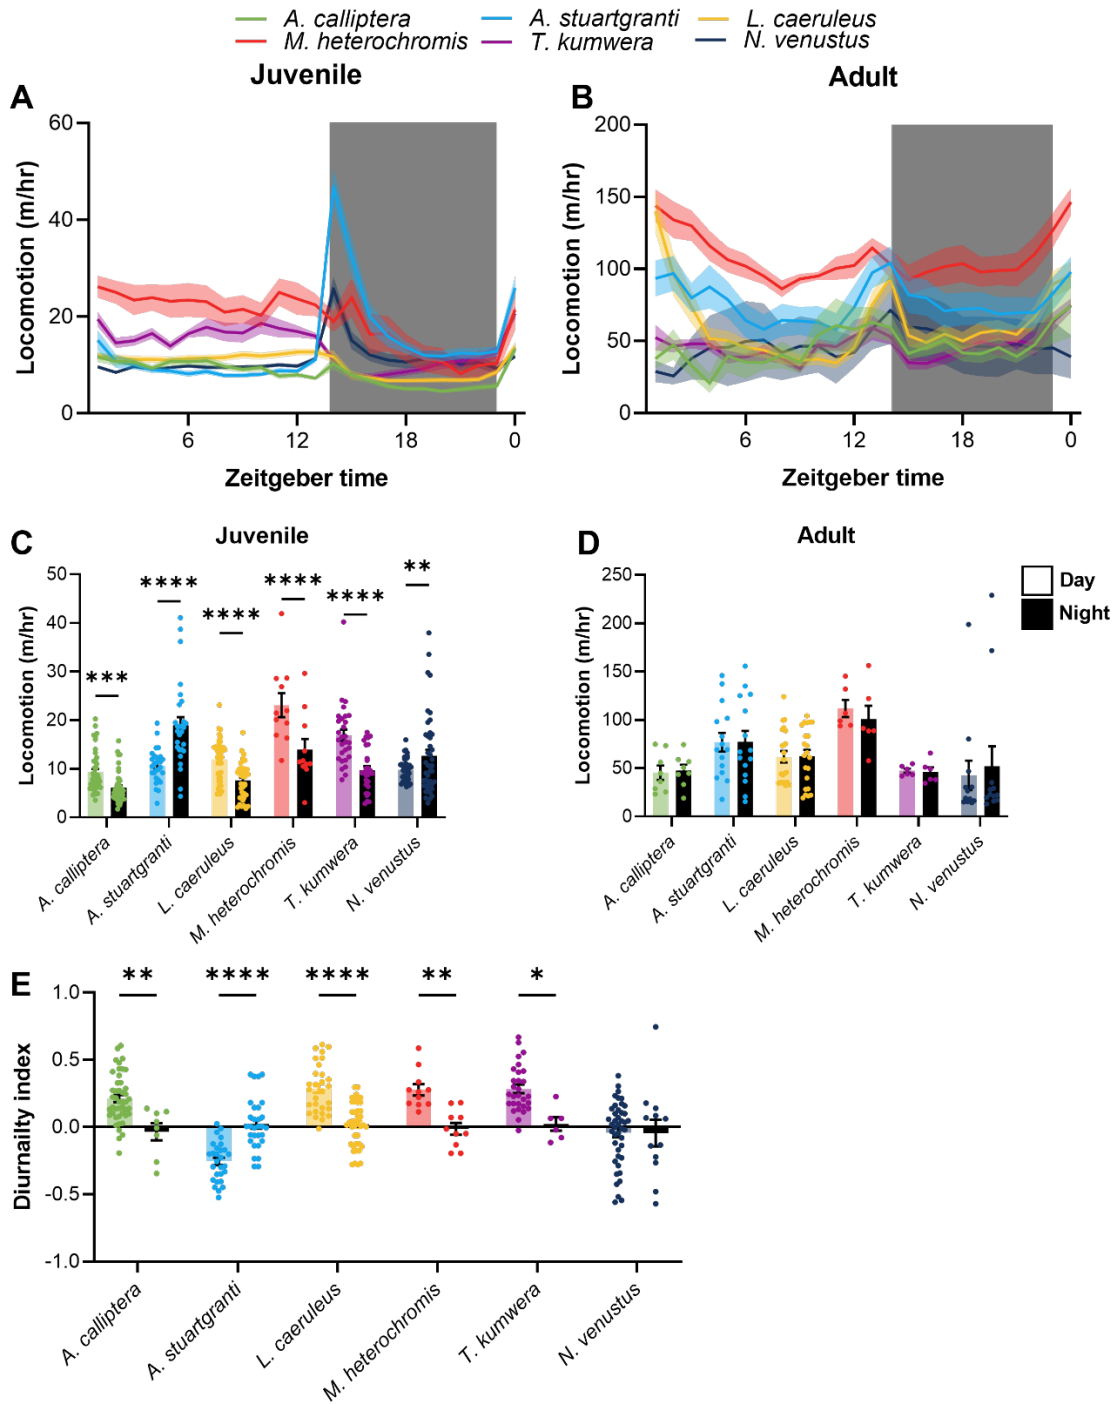 A. calliptera A. stuartgranti L. caeruleus
M. heterochromis T. kumwera N. venustus
Juvenile Adult
A B
60 200
40 150
20 100
0 50
0
Locomotion (m/hr) Locomotion (m/hr)
6 12 18 0 6 12 18 0
Zeitgeber time Zeitgeber time
C Juvenile D Adult
Day
Night
50
40
30
20
10
0
Locomotion (m/hr)
*** **** **** **** **** **
A. calliptera
A. stuartgranti
L. caeruleus
M. heterochromis
T. kumwera
N. venustus
250
200
150
100
50
0
Locomotion (m/hr)
A. calliptera
A. stuartgranti
L. caeruleus
M. heterochromis
T. kumwera
N. venustus
E
** **** **** ** *
1.0
0.5
0.0
-0.5
-1.0
Diurnailty index
A. calliptera
A. stuartgranti
L. caeruleus
M. heterochromis
T. kumwera
N. venustus